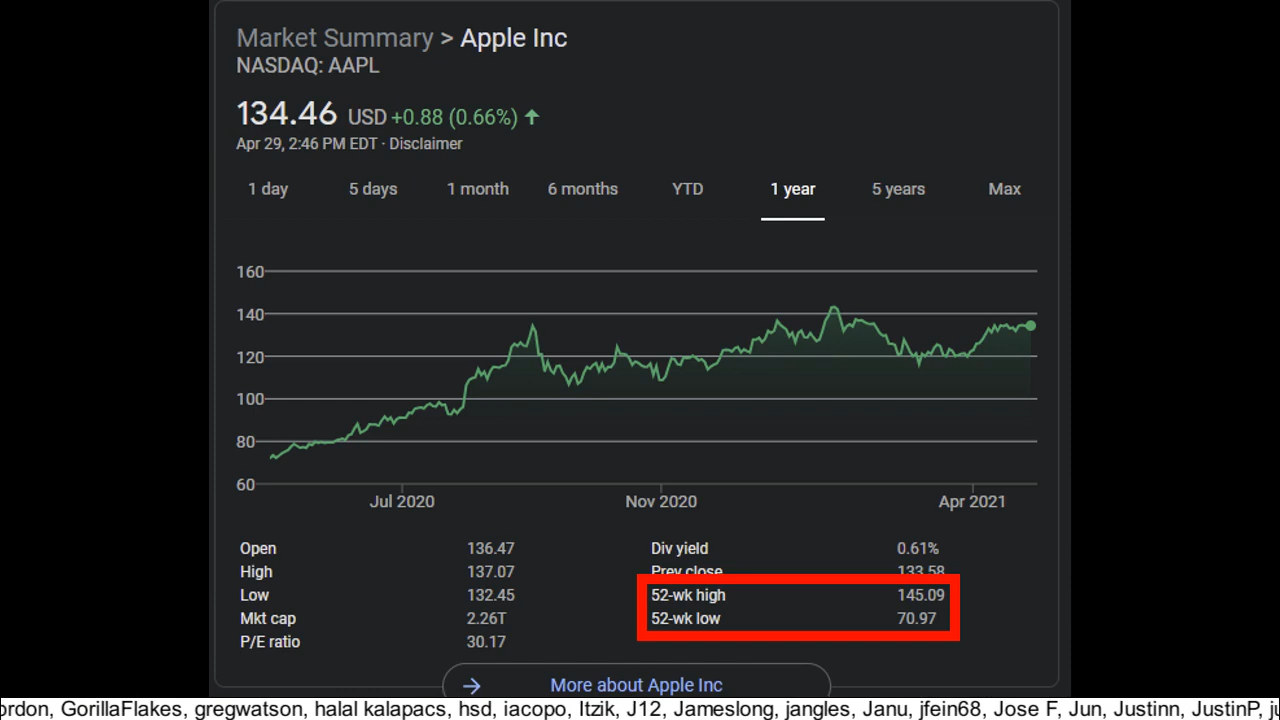 Market Summary > Apple Inc
NASDAQ: AAPL
134.46 USD +0.88 (0.66%) ↑
Apr 29, 2:46 PM EDT · Disclaimer
1 day 5 days 1 month 6 months YTD 1 year 5 years Max
160
140
120
100
80
60
Jul 2020 Nov 2020 Apr 2021
Open 136.47 Div yield 0.61%
High 137.07 Prev close 133.58
Low 132.45 52-wk high 145.09
Mkt cap 2.26T 52-wk low 70.97
P/E ratio 30.17
→ More about Apple Inc
ordon, GorillaFlakes, gregwatson, halal kalapacs, hsd, iacopo, Itzik, J12, Jameslong, jangles, Janu, jfein68, Jose F, Jun, Justinn, JustinP, ju